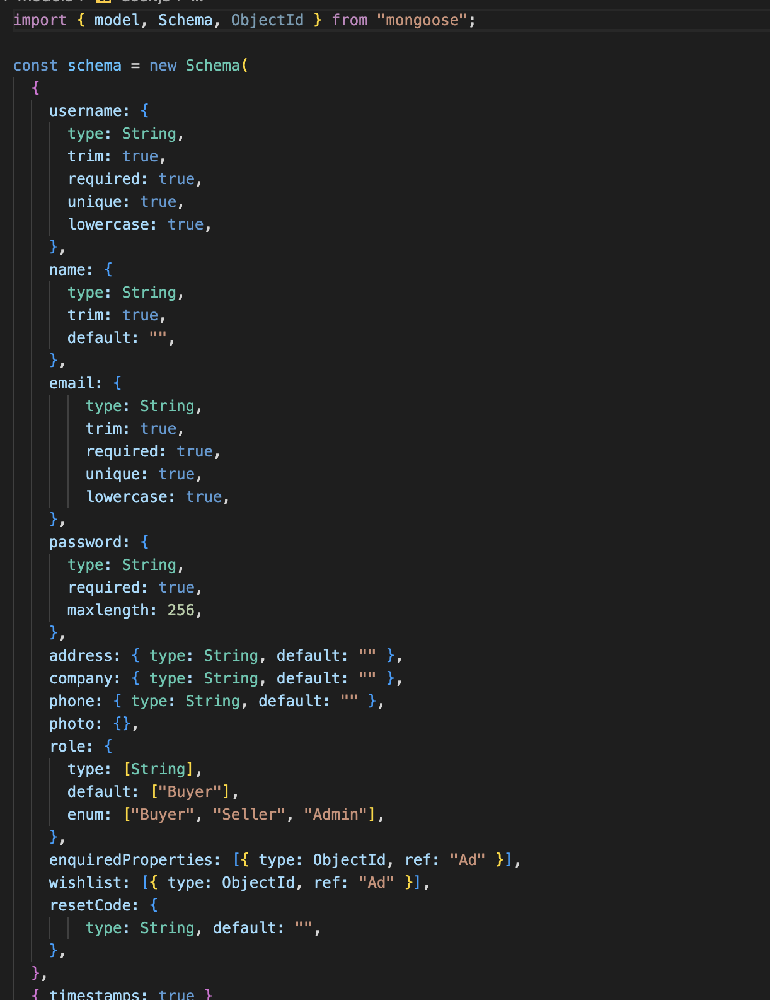 import { model, Schema, ObjectId } from "mongoose";

const schema = new Schema(
  {
    username: {
      type: String,
      trim: true,
      required: true,
      unique: true,
      lowercase: true,
    },
    name: {
      type: String,
      trim: true,
      default: "",
    },
    email: {
        type: String,
        trim: true,
        required: true,
        unique: true,
        lowercase: true,
    },
    password: {
      type: String,
      required: true,
      maxlength: 256,
    },
    address: { type: String, default: "" },
    company: { type: String, default: "" },
    phone: { type: String, default: "" },
    photo: {},
    role: {
      type: [String],
      default: ["Buyer"],
      enum: ["Buyer", "Seller", "Admin"],
    },
    enquiredProperties: [{ type: ObjectId, ref: "Ad" }],
    wishlist: [{ type: ObjectId, ref: "Ad" }],
    resetCode: {
        type: String, default: "",
    },
  },
  { timestamps: true }